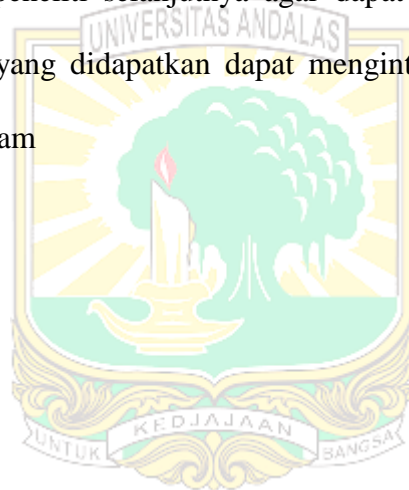 selanjutnya agar dapat
UNIVERSITAS ANDALAS
yang didapatkan dapat mengint
am
KEDJAJAAN
UNTUK
BANGSA